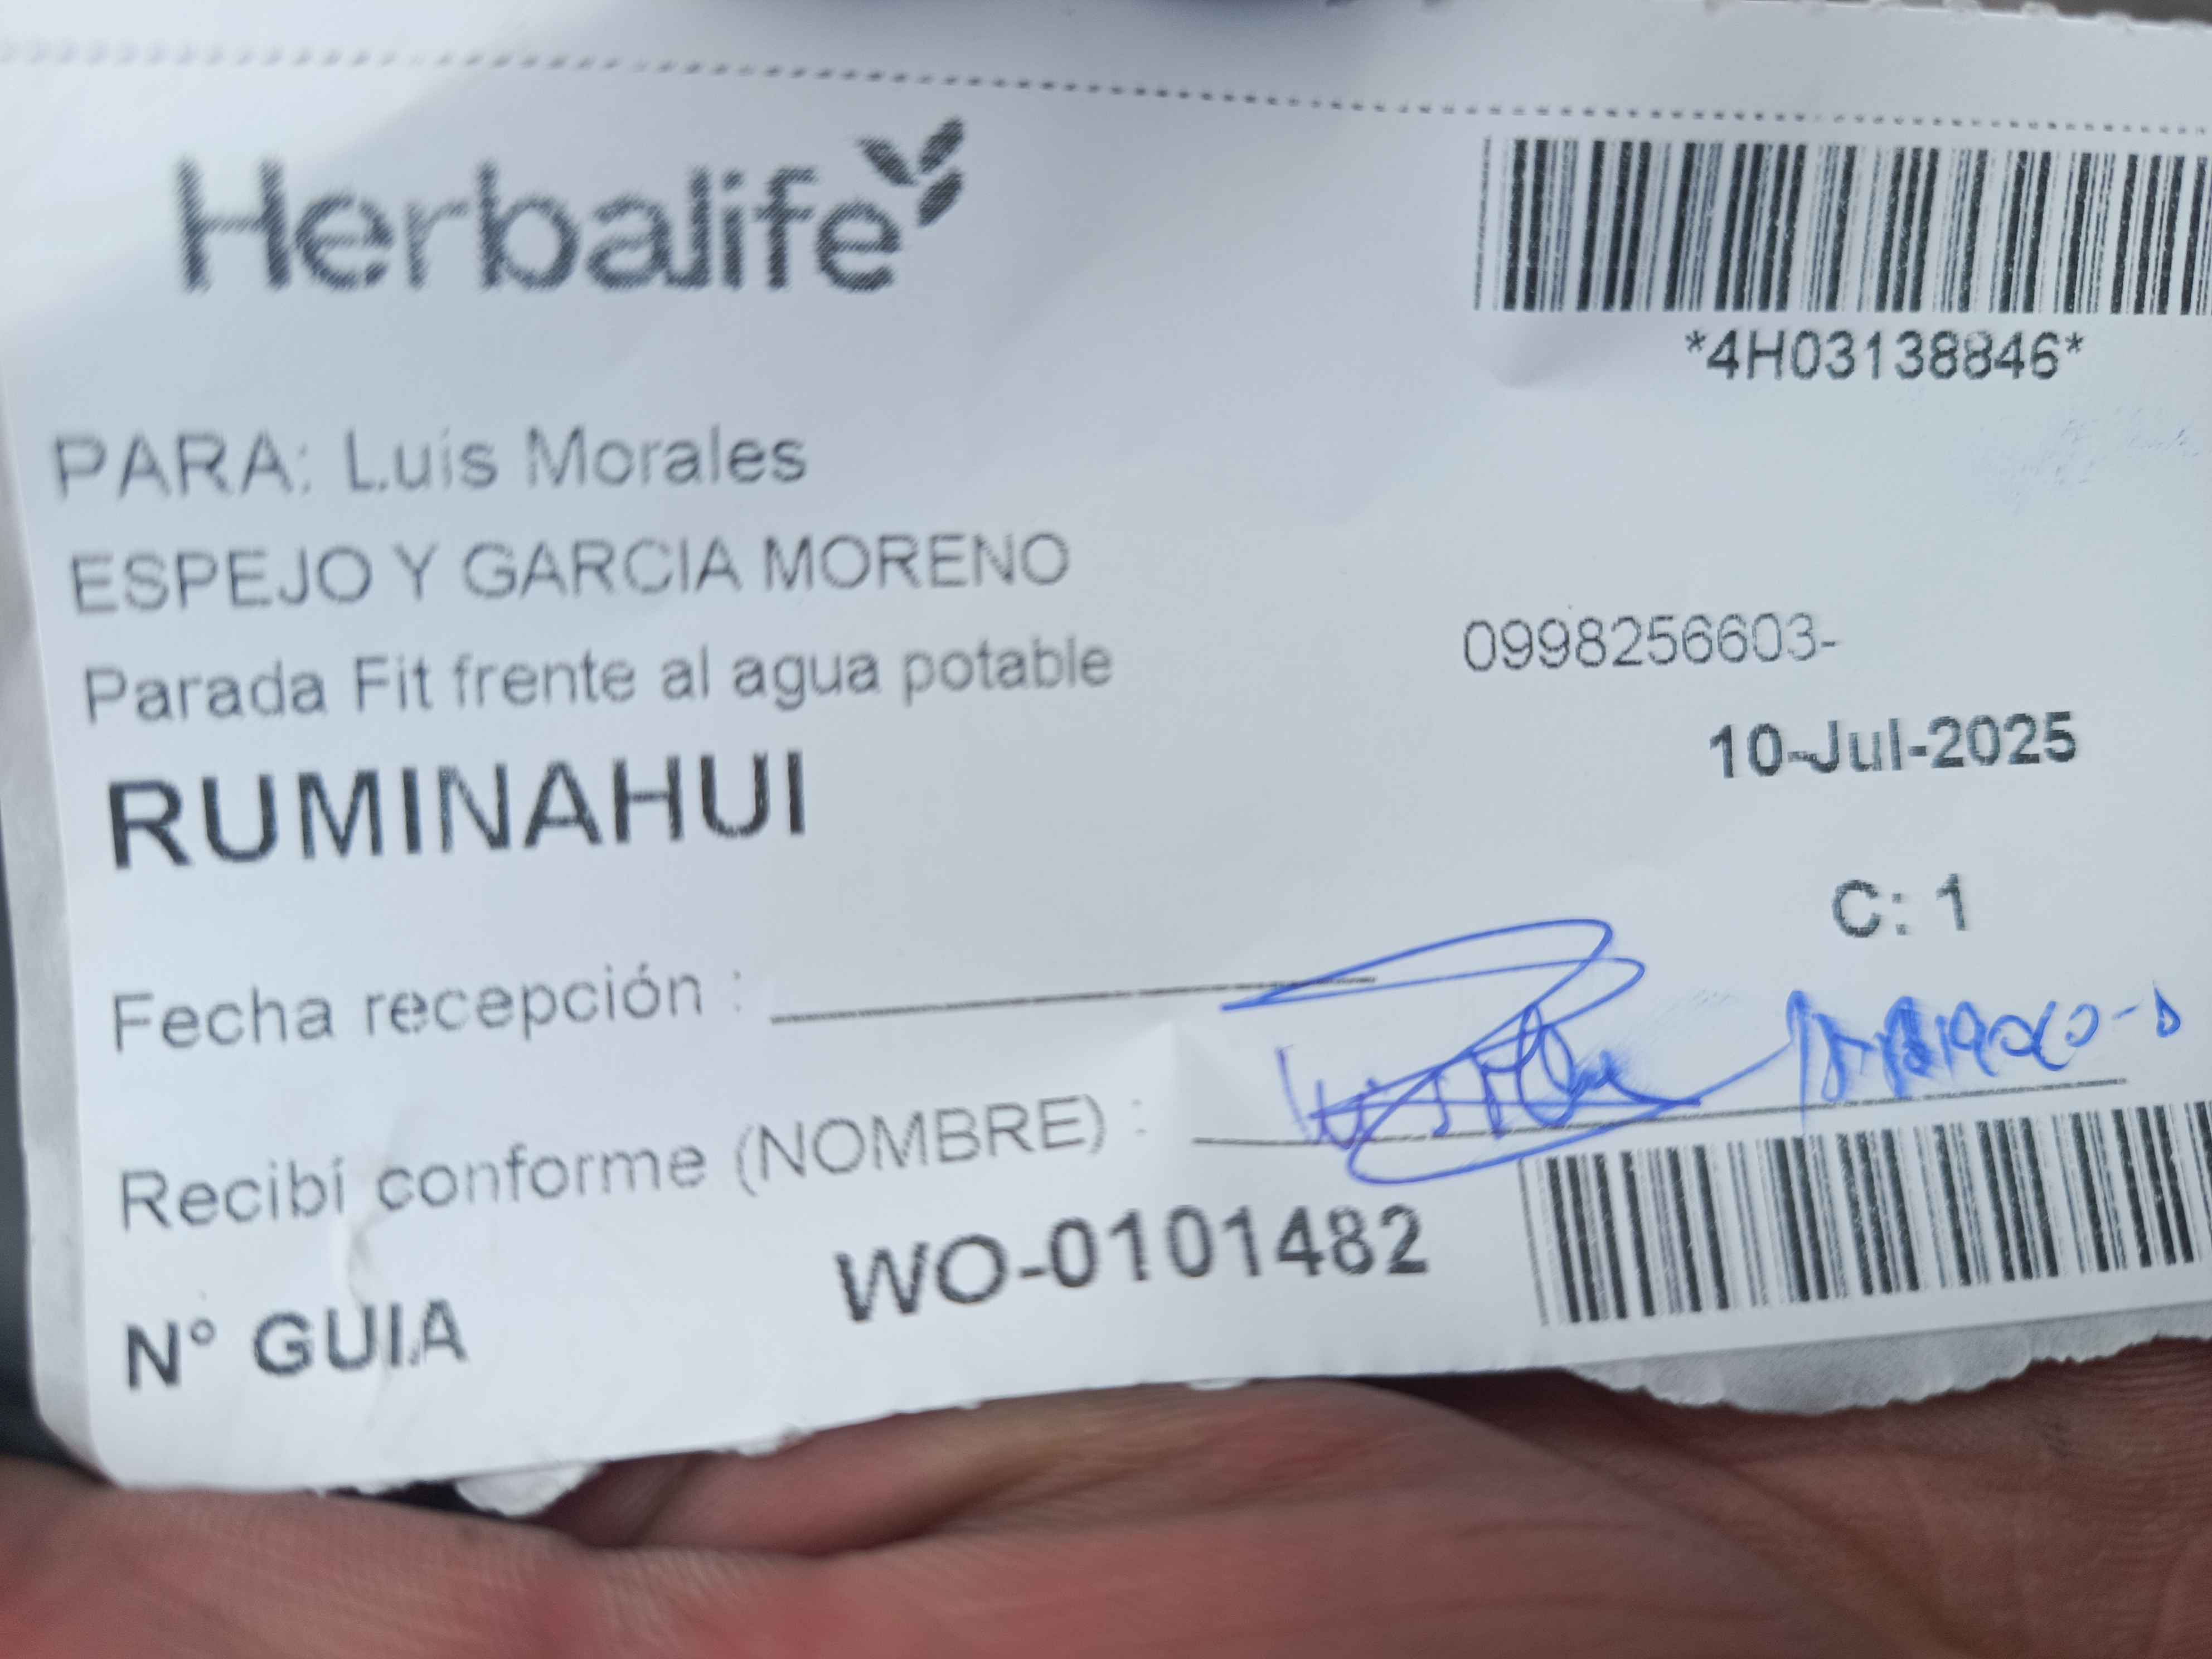 Herbalife
*4H03138846*
PARA: Luis Morales
ESPEJO Y GARCIA MORENO
Parada Fit frente al agua potable
0998256603-
RUMINAHUI
10-Jul-2025
C: 1
Fecha recepción :
Recibí conforme (NOMBRE) :
N° GUIA
WO-0101482